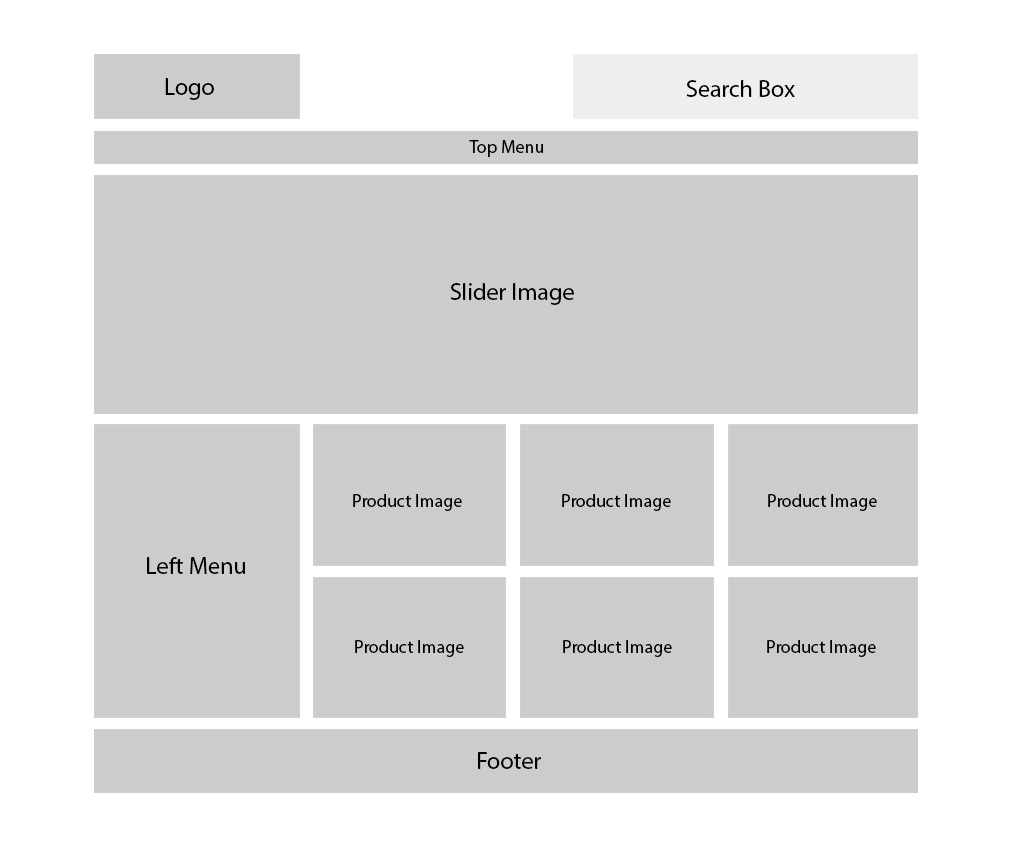 Logo
Search Box
Top Menu
Slider Image
Left Menu
Product Image
Product Image
Product Image
Product Image
Product Image
Product Image
Footer